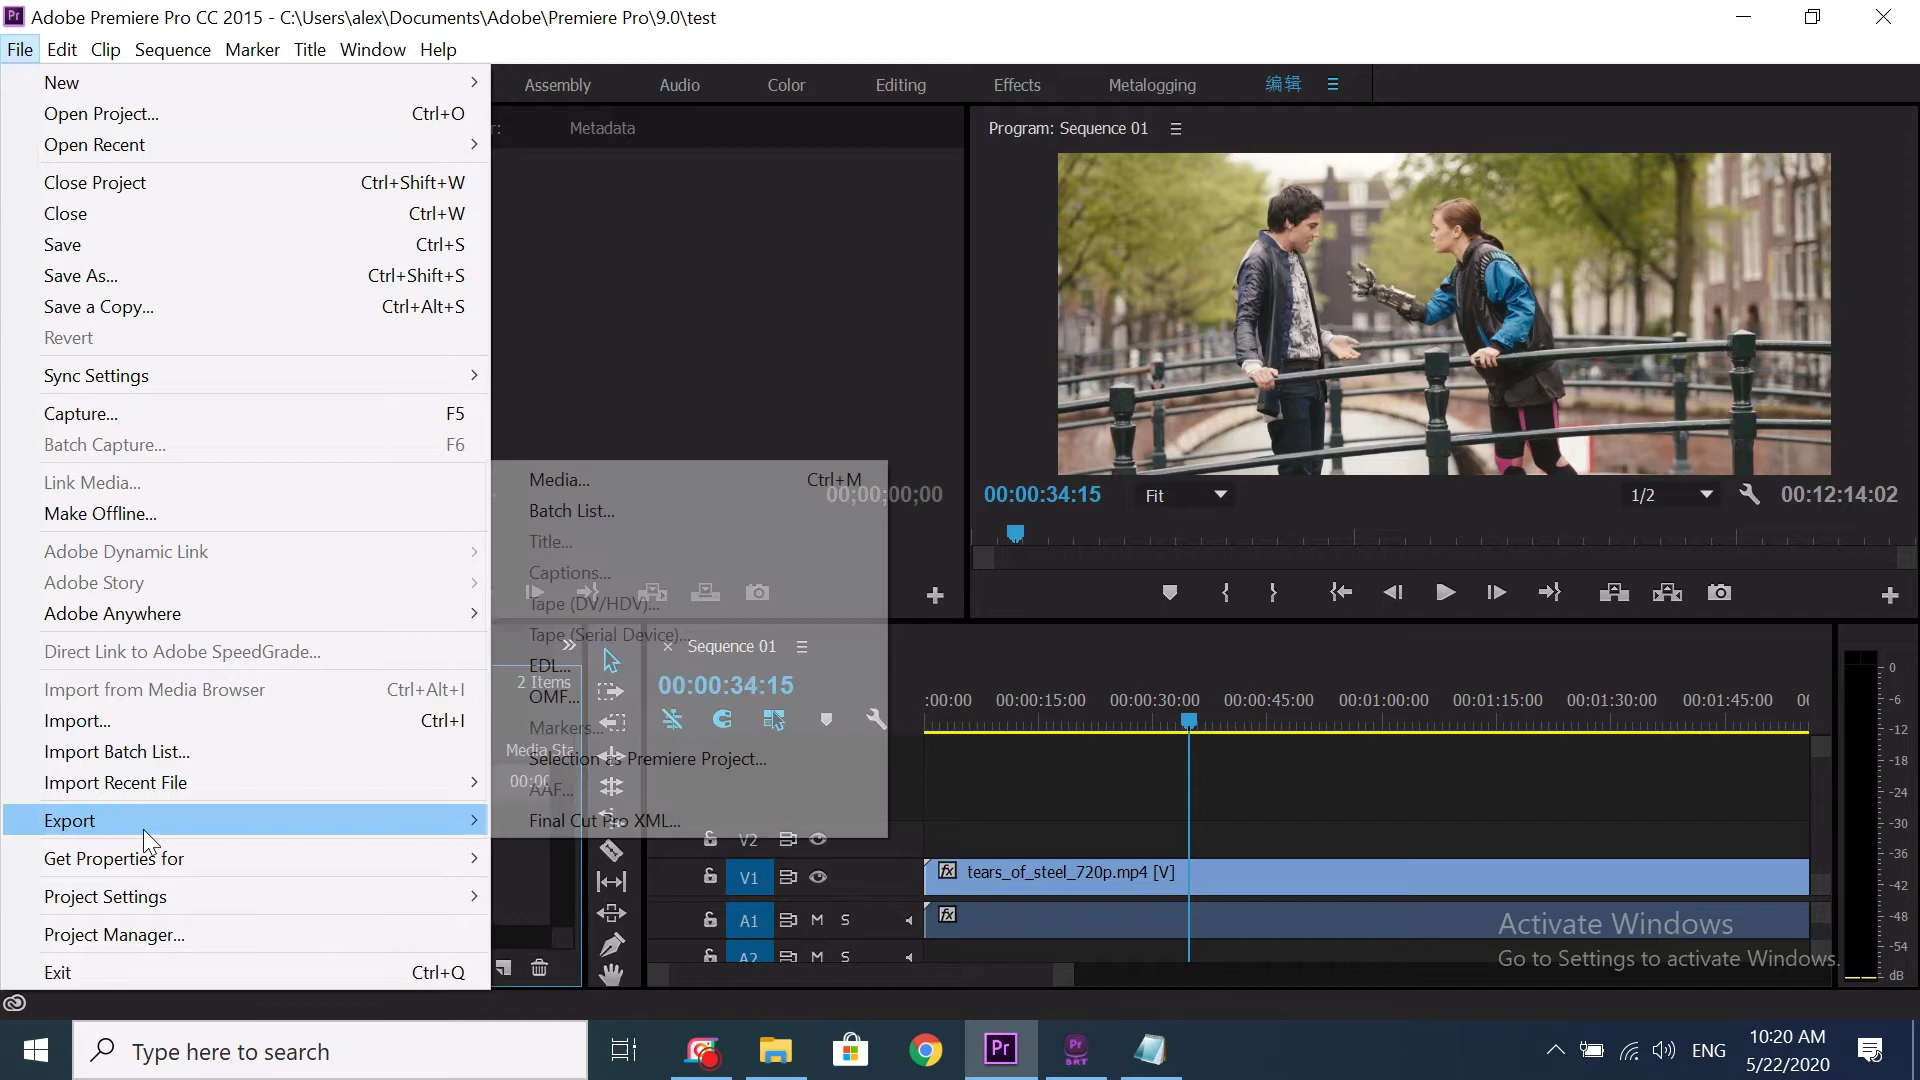 Adobe Premiere Pro CC 2015 - C:\Users\alex\Documents\Adobe\Premiere Pro\9.0\test
File Edit Clip Sequence Marker Title Window Help
New
Open Project... Ctrl+O
Open Recent
Close Project Ctrl+Shift+W
Close Ctrl+W
Save Ctrl+S
Save As... Ctrl+Shift+S
Save a Copy... Ctrl+Alt+S
Revert
Sync Settings
Capture... F5
Batch Capture... F6
Link Media...
Make Offline...
Adobe Dynamic Link
Adobe Story
Adobe Anywhere
Direct Link to Adobe SpeedGrade...
Import from Media Browser Ctrl+Alt+I
Import... Ctrl+I
Import Batch List...
Import Recent File
Export
Get Properties for
Project Settings
Project Manager...
Exit Ctrl+Q
Media... Ctrl+M
Batch List...
Title...
Captions...
Tape (DV/HDV)...
Tape (Serial Device)...
EDL...
OMF...
Markers...
Selection as Premiere Project...
AAF...
Final Cut Pro XML...
Assembly Audio Color Editing Effects Metalogging 编辑
r: Metadata
00;00;00;00
Program: Sequence 01
00:00:34:15 Fit 1/2 00:12:14:02
2 Items
Media Sta
00:00
Sequence 01
00:00:34:15
:00:00 00:00:15:00 00:00:30:00 00:00:45:00 00:01:00:00 00:01:15:00 00:01:30:00 00:01:45:00
V2
V1 fx tears_of_steel_720p.mp4 [V]
A1 M S fx
A2 M S
0
-6
-12
-18
-24
-30
-36
-42
-48
-54
dB
Activate Windows
Go to Settings to activate Windows.
Type here to search
Pr
Pr
SRT
ENG
10:20 AM
5/22/2020